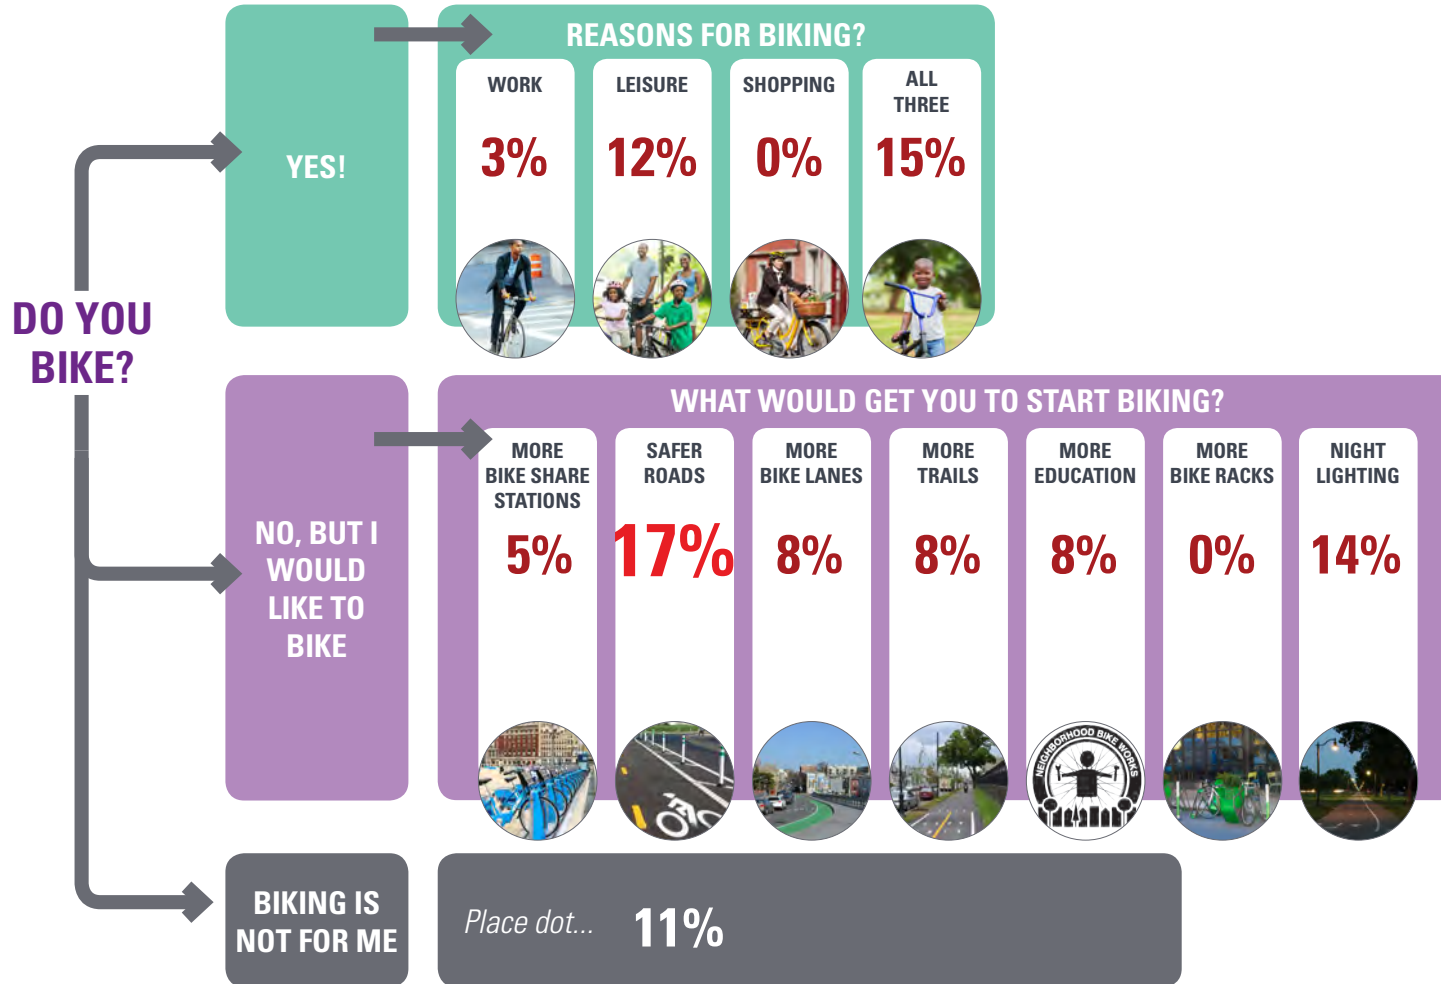 DO YOU
BIKE?
YES!
REASONS FOR BIKING?
WORK
3%
LEISURE
12%
SHOPPING
0%
ALL
THREE
15%
NO, BUT I
WOULD
LIKE TO
BIKE
WHAT WOULD GET YOU TO START BIKING?
MORE
BIKE SHARE
STATIONS
5%
SAFER
ROADS
17%
MORE
BIKE LANES
8%
MORE
TRAILS
8%
MORE
EDUCATION
8%
NEIGHBORHOOD BIKE WORKS
MORE
BIKE RACKS
0%
NIGHT
LIGHTING
14%
BIKING IS
NOT FOR ME
Place dot... 11%